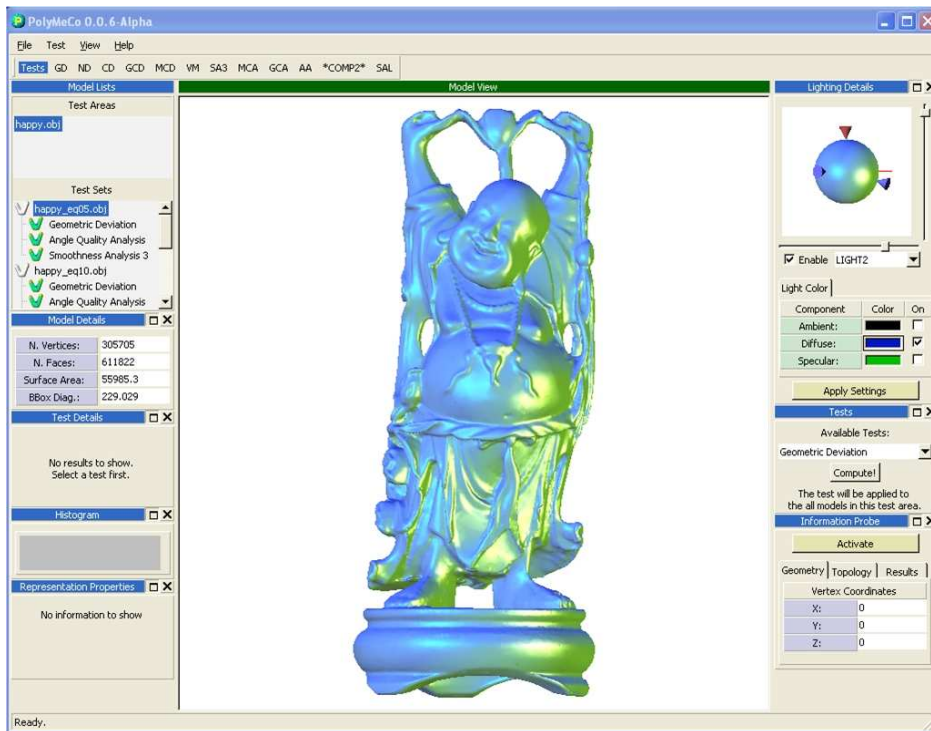 PolyMeCo 0.0.6-Alpha
File Test View Help
Tests GD ND CD GCD MCD VM SA3 MCA GCA AA *COMP2* SAL
Model Lists
Test Areas
happy.obj
Test Sets
happy_eq05.obj
Geometric Deviation
Angle Quality Analysis
Smoothness Analysis 3
happy_eq10.obj
Geometric Deviation
Angle Quality Analysis
Model Details
N. Vertices: 305705
N. Faces: 611822
Surface Area: 55985.3
BBox Diag.: 229.029
Test Details
No results to show.
Select a test first.
Histogram
Representation Properties
No information to show
Model View
Lighting Details
Enable LIGHT2
Light Color
Component Color On
Ambient:
Diffuse:
Specular:
Apply Settings
Tests
Available Tests:
Geometric Deviation
Compute!
The test will be applied to
the all models in this test area.
Information Probe
Activate
Geometry Topology Results
Vertex Coordinates
X: 0
Y: 0
Z: 0
Ready.